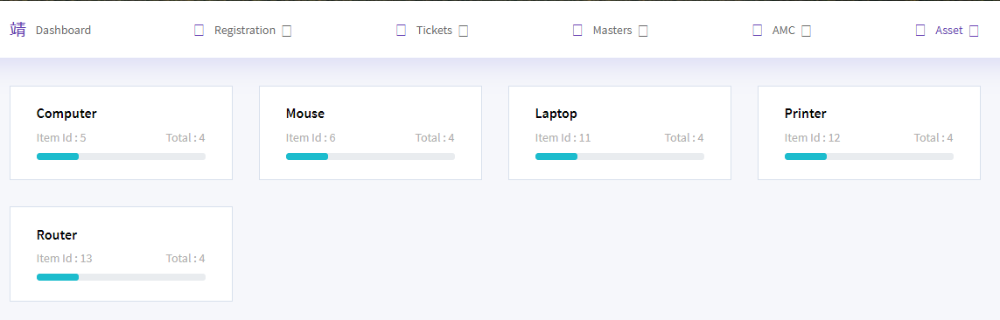 靖 Dashboard
Registration
Tickets
Masters
AMC
Asset
Computer
Item Id : 5 Total : 4
Mouse
Item Id : 6 Total : 4
Laptop
Item Id : 11 Total : 4
Printer
Item Id : 12 Total : 4
Router
Item Id : 13 Total : 4